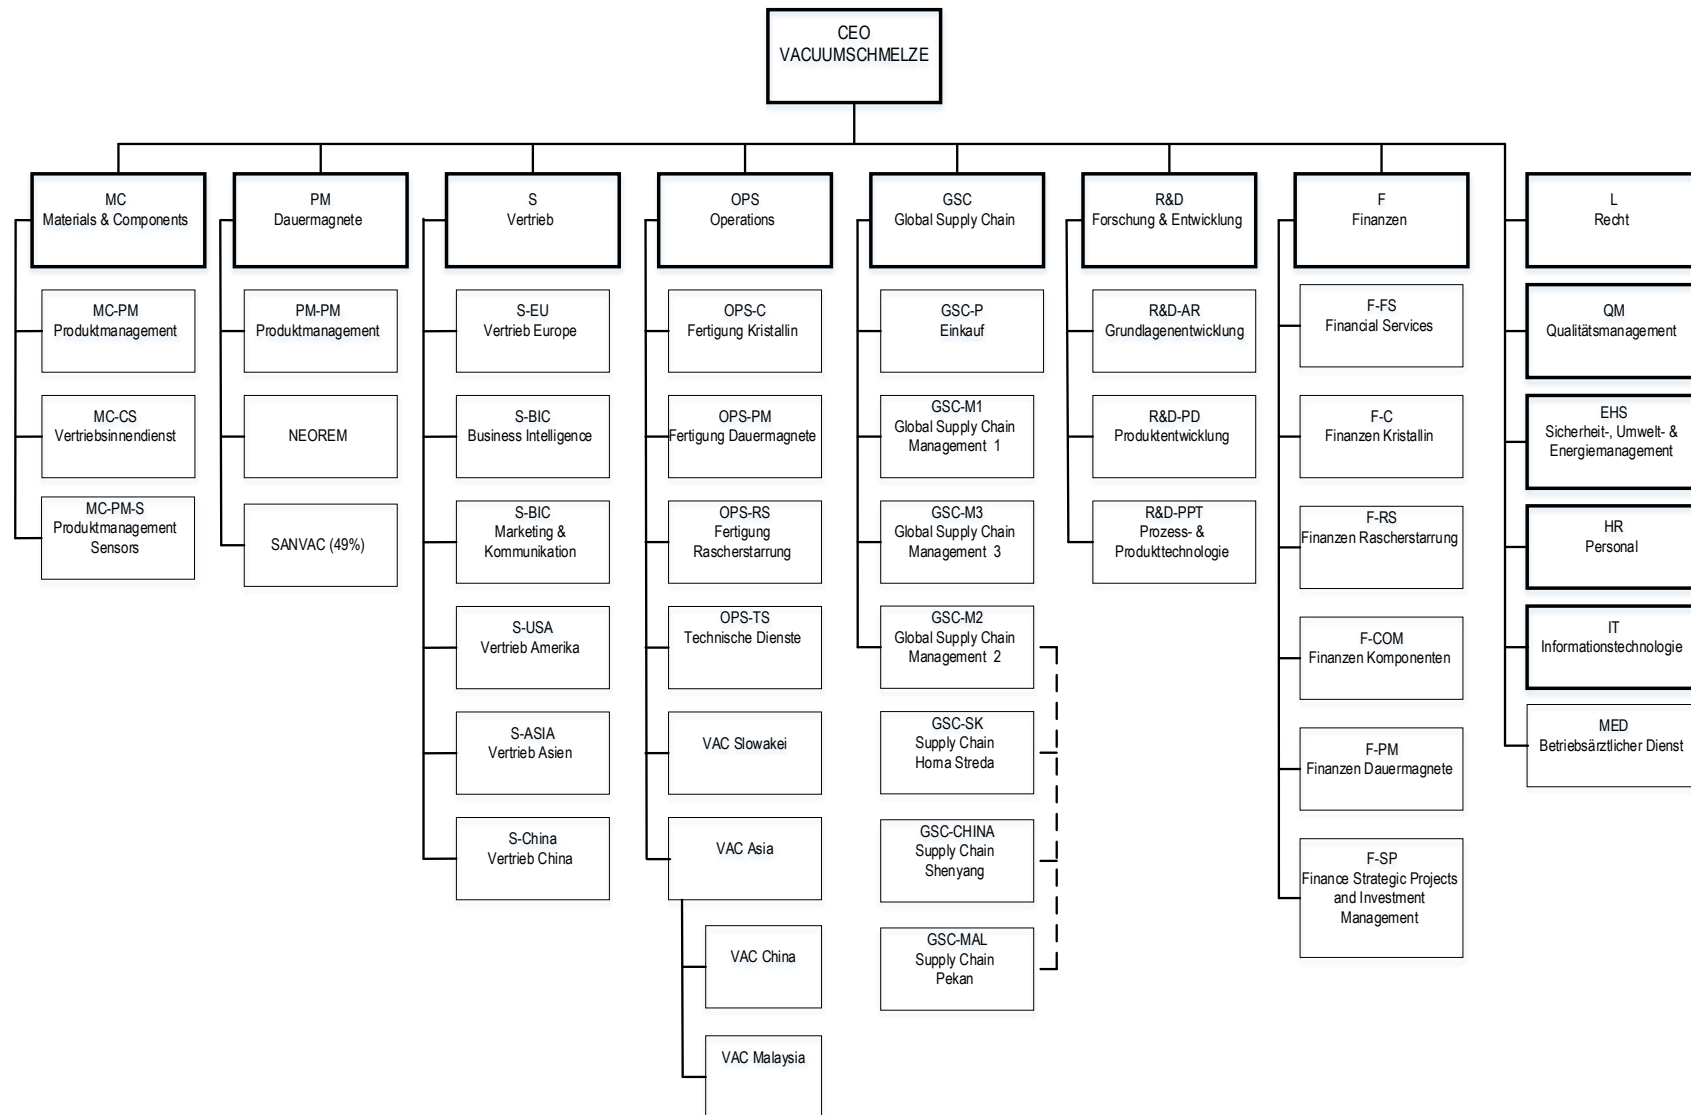 CEO
VACUUMSCHMELZE
MC
Materials & Components
MC-PM
Produktmanagement
MC-CS
Vertriebsinnendienst
MC-PM-S
Produktmanagement
Sensors
PM
Dauermagnete
PM-PM
Produktmanagement
NEOREM
SANVAC (49%)
S
Vertrieb
S-EU
Vertrieb Europe
S-BIC
Business Intelligence
S-BIC
Marketing &
Kommunikation
S-USA
Vertrieb Amerika
S-ASIA
Vertrieb Asien
S-China
Vertrieb China
OPS
Operations
OPS-C
Fertigung Kristallin
OPS-PM
Fertigung Dauermagnete
OPS-RS
Fertigung
Rascherstarrung
OPS-TS
Technische Dienste
VAC Slowakei
VAC Asia
VAC China
VAC Malaysia
GSC
Global Supply Chain
GSC-P
Einkauf
GSC-M1
Global Supply Chain
Management 1
GSC-M3
Global Supply Chain
Management 3
GSC-M2
Global Supply Chain
Management 2
GSC-SK
Supply Chain
Horna Streda
GSC-CHINA
Supply Chain
Shenyang
GSC-MAL
Supply Chain
Pekan
R&D
Forschung & Entwicklung
R&D-AR
Grundlagenentwicklung
R&D-PD
Produktentwicklung
R&D-PPT
Prozess- &
Produkttechnologie
F
Finanzen
F-FS
Financial Services
F-C
Finanzen Kristallin
F-RS
Finanzen Rascherstarrung
F-COM
Finanzen Komponenten
F-PM
Finanzen Dauermagnete
F-SP
Finance Strategic Projects
and Investment
Management
L
Recht
QM
Qualitätsmanagement
EHS
Sicherheit-, Umwelt- &
Energiemanagement
HR
Personal
IT
Informationstechnologie
MED
Betriebsärztlicher Dienst